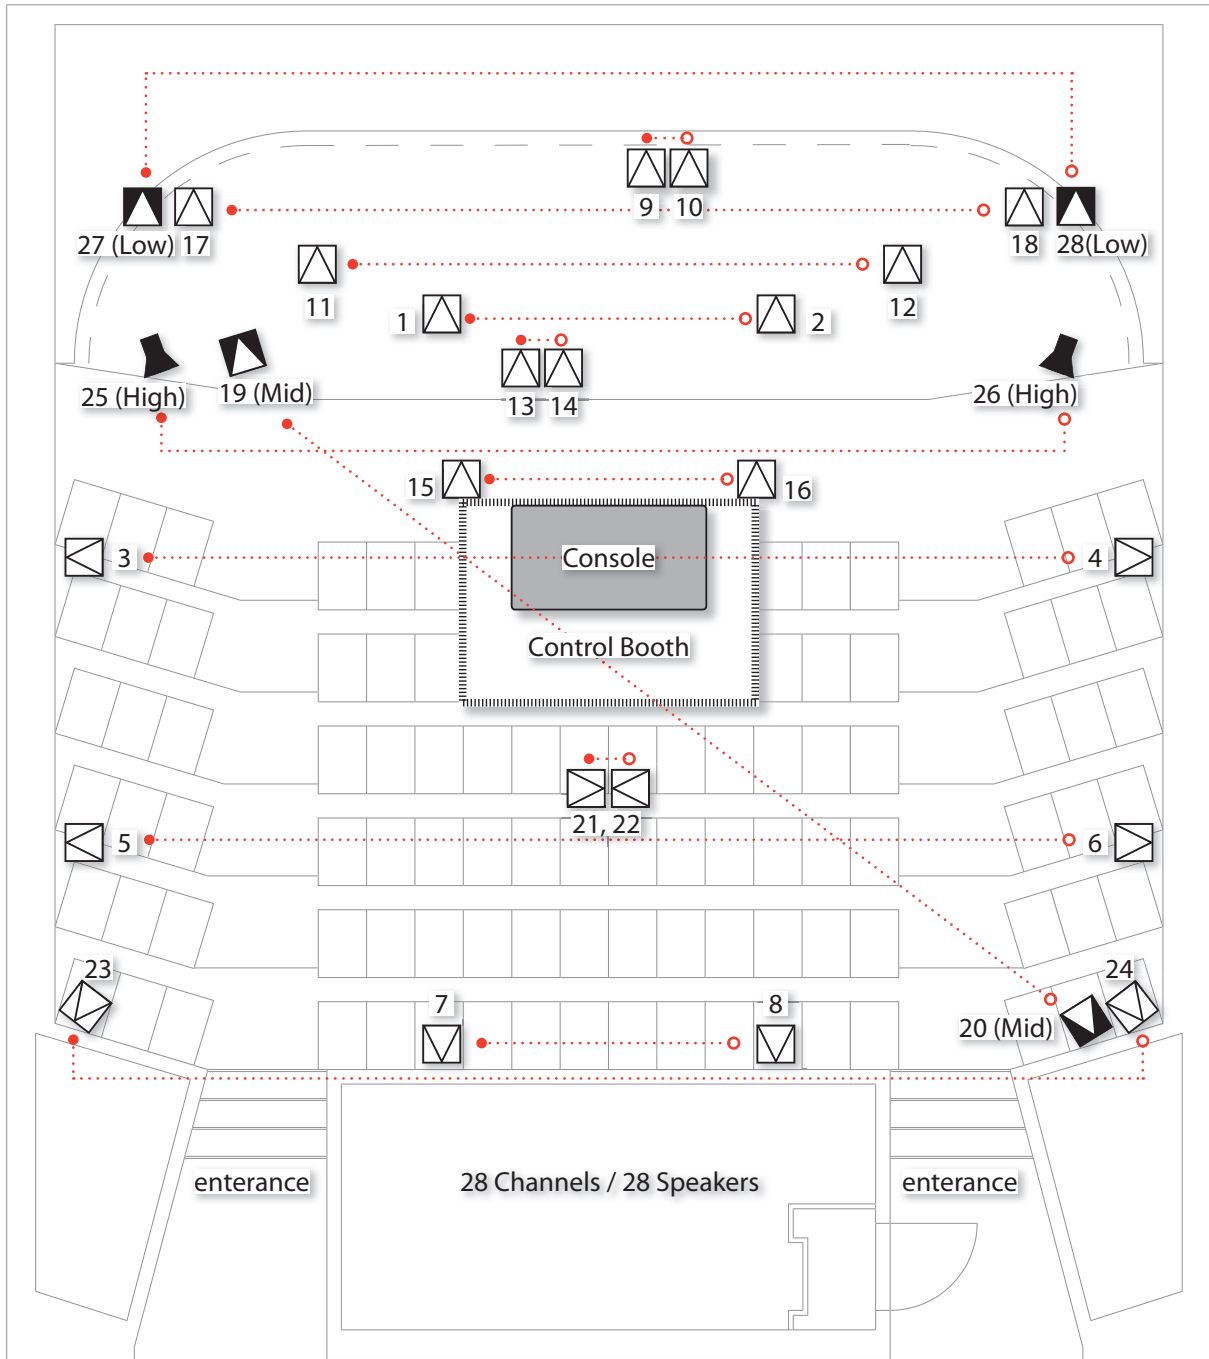 9 10
27 (Low) 17
18 28(Low)
11
12
1
2
25 (High)
19 (Mid)
13 14
26 (High)
15
16
3
Console
4
Control Booth
21, 22
5
6
23
24
7
8
20 (Mid)
enterance
28 Channels / 28 Speakers
enterance